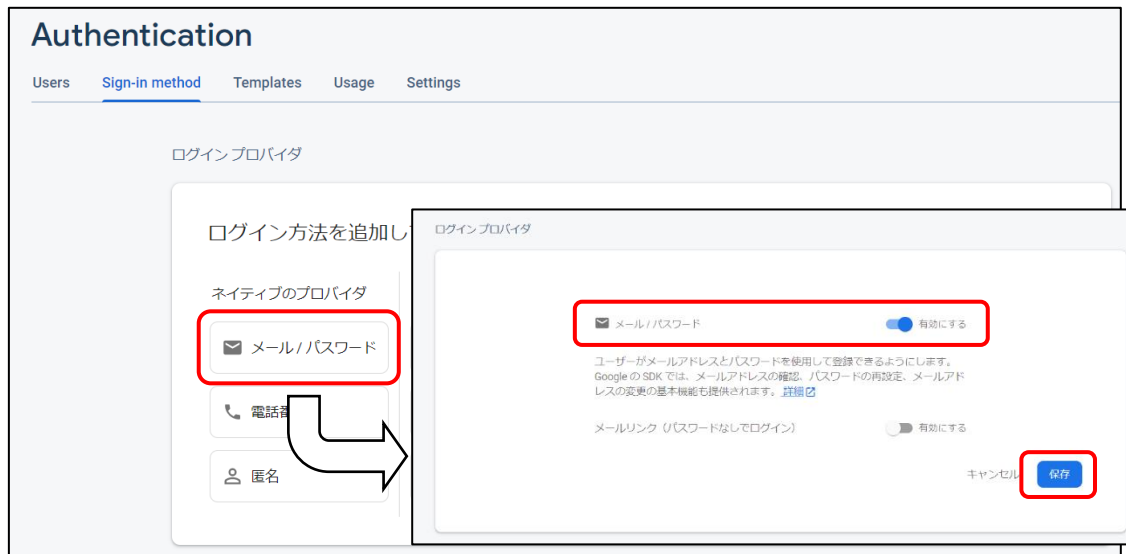 Authentication
Users Sign-in method Templates Usage Settings
ログイン プロバイダ
ログイン方法を追加し
ネイティブのプロバイダ
メール / パスワード
電話番
匿名
ログイン プロバイダ
メール / パスワード 有効にする
ユーザーがメールアドレスとパスワードを使用して登録できるようにします。
Google の SDK では、メールアドレスの確認、パスワードの再設定、メールアド
レスの変更の基本機能も提供されます。 詳細
メールリンク(パスワードなしでログイン) 有効にする
キャンセル 保存